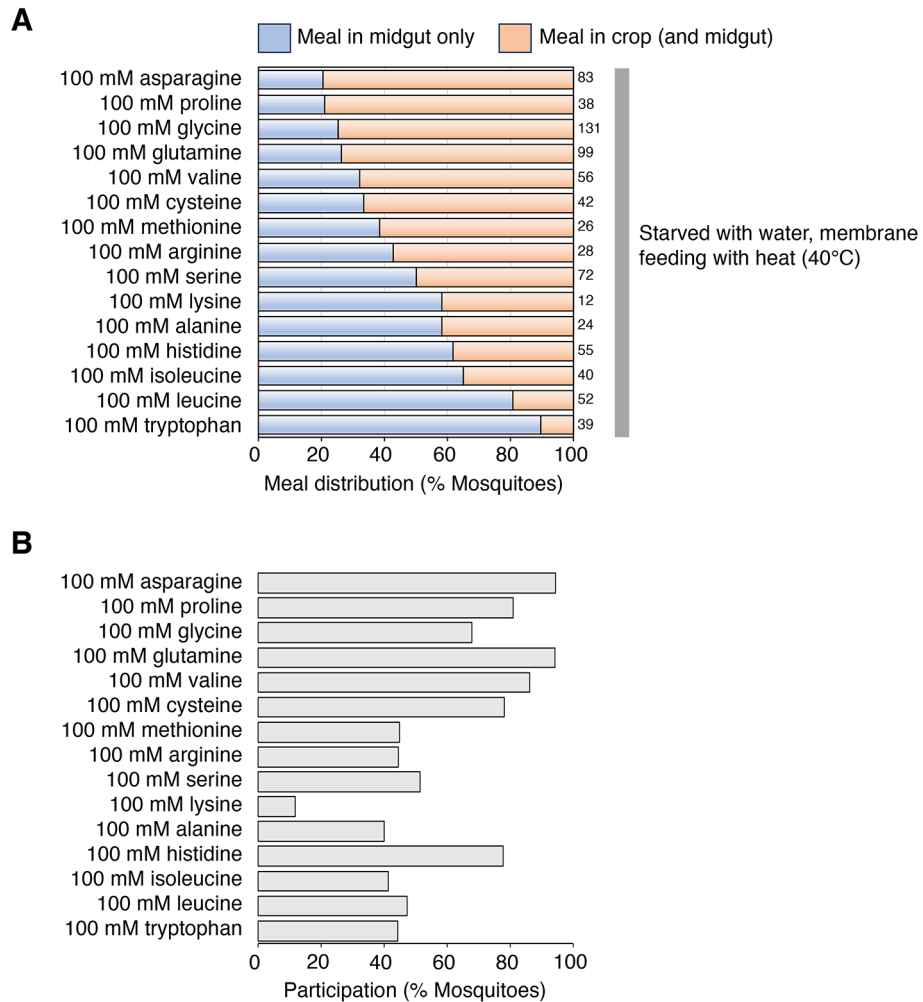 A
Meal in midgut only
Meal in crop (and midgut)
100 mM asparagine 83
100 mM proline 38
100 mM glycine 131
100 mM glutamine 99
100 mM valine 56
100 mM cysteine 42
100 mM methionine 26
100 mM arginine 28
100 mM serine 72
100 mM lysine 12
100 mM alanine 24
100 mM histidine 55
100 mM isoleucine 40
100 mM leucine 52
100 mM tryptophan 39
0 20 40 60 80 100
Meal distribution (% Mosquitoes)
Starved with water, membrane
feeding with heat (40°C)
B
100 mM asparagine
100 mM proline
100 mM glycine
100 mM glutamine
100 mM valine
100 mM cysteine
100 mM methionine
100 mM arginine
100 mM serine
100 mM lysine
100 mM alanine
100 mM histidine
100 mM isoleucine
100 mM leucine
100 mM tryptophan
0 20 40 60 80 100
Participation (% Mosquitoes)